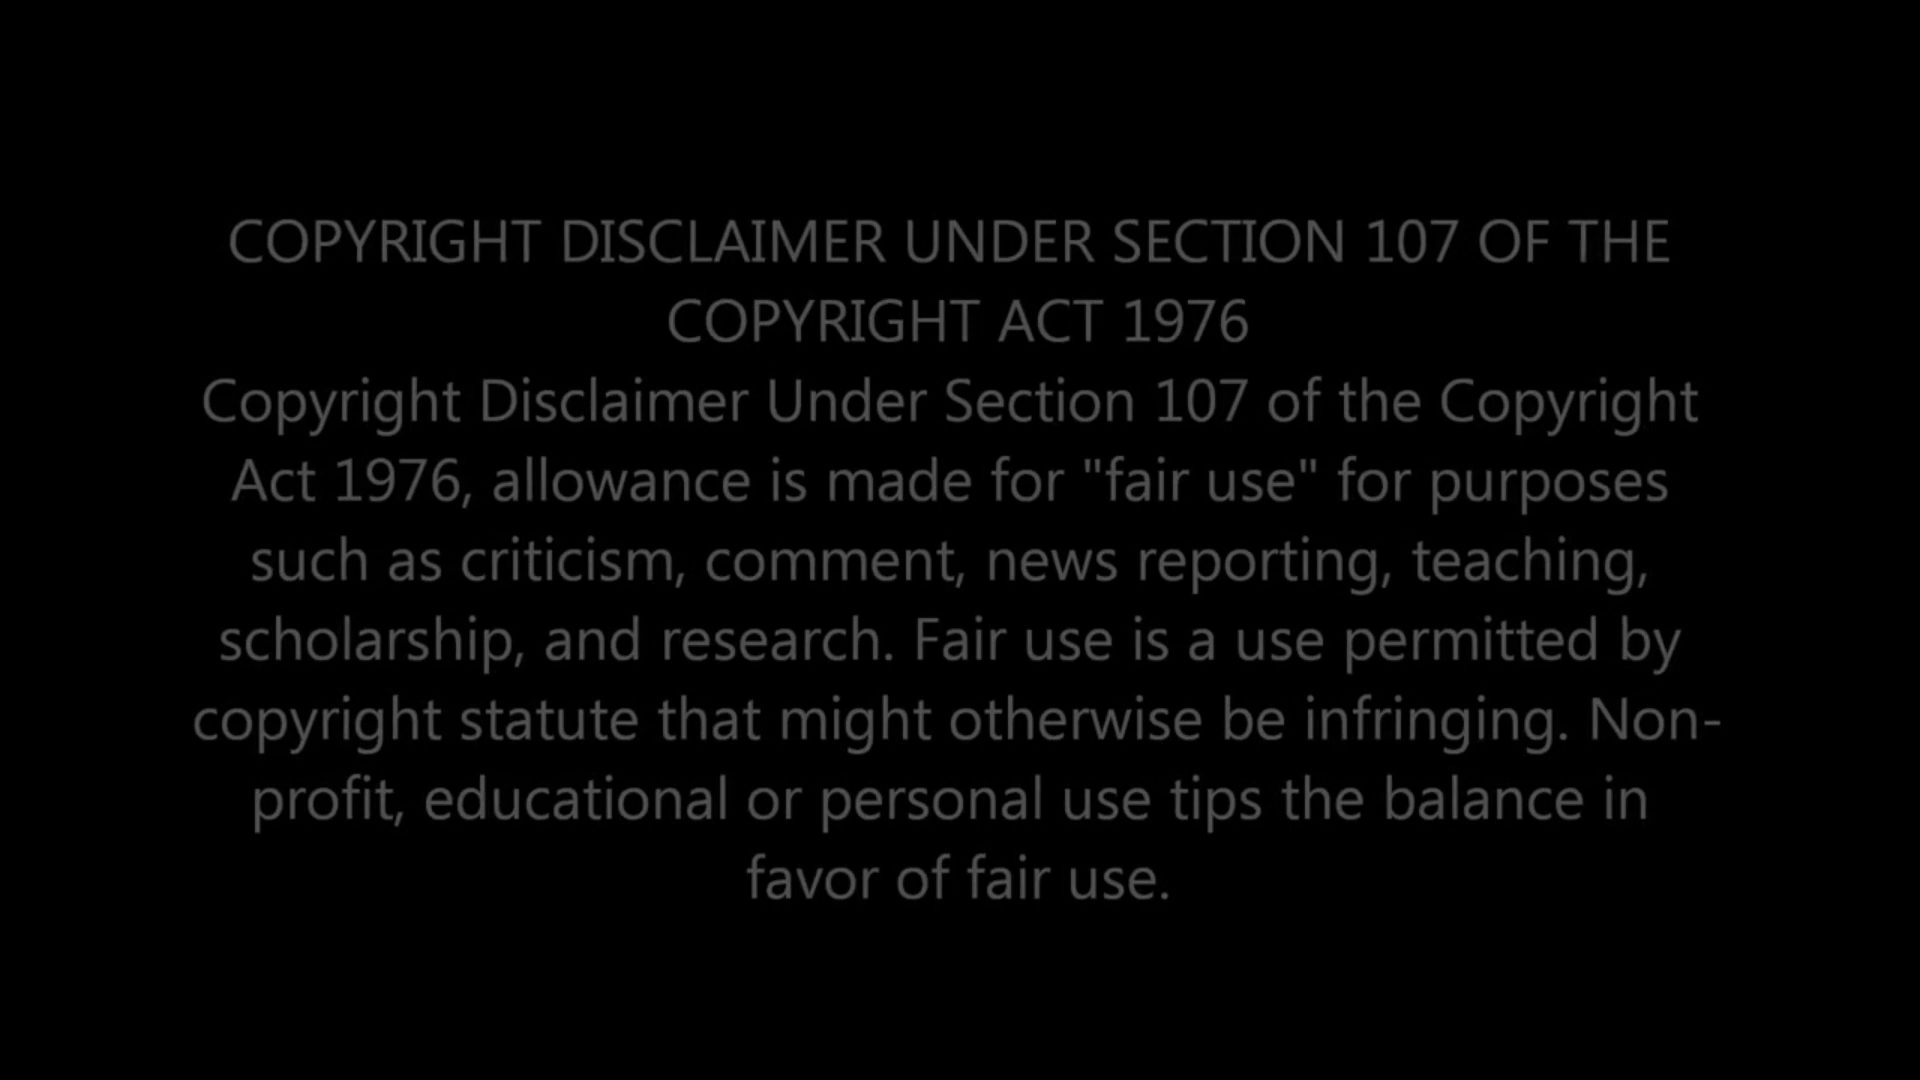 COPYRIGHT DISCLAIMER UNDER SECTION 107 OF THE
COPYRIGHT ACT 1976
Copyright Disclaimer Under Section 107 of the Copyright
Act 1976, allowance is made for "fair use" for purposes
such as criticism, comment, news reporting, teaching,
scholarship, and research. Fair use is a use permitted by
copyright statute that might otherwise be infringing. Non-
profit, educational or personal use tips the balance in
favor of fair use.